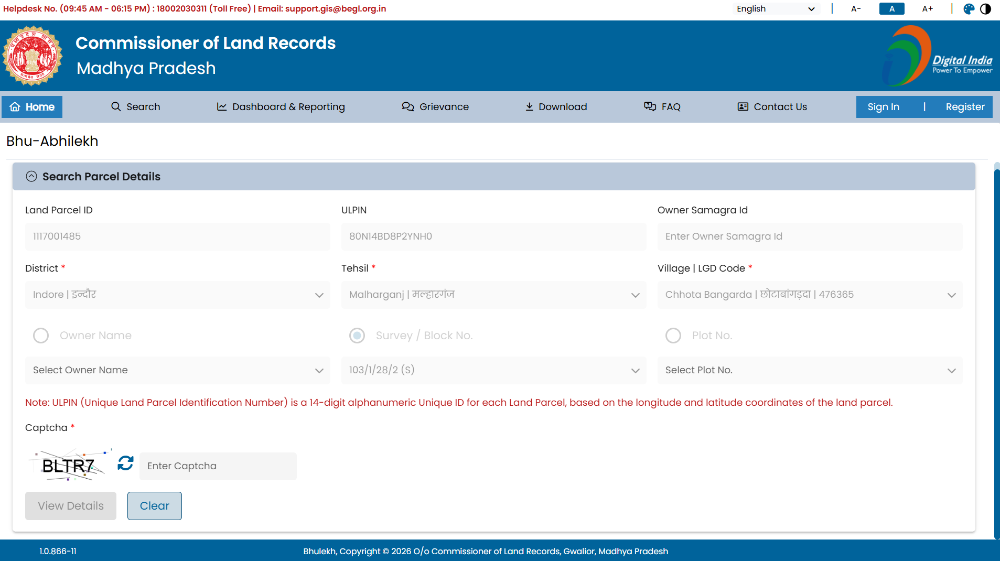 Helpdesk No. (09:45 AM - 06:15 PM) : 18002030311 (Toll Free) | Email: support.gis@begl.org.in
English
A-
A
A+
Commissioner of Land Records
Madhya Pradesh
Digital India
Power To Empower
Home
Search
Dashboard & Reporting
Grievance
Download
FAQ
Contact Us
Sign In | Register
Bhu-Abhilekh
Search Parcel Details
Land Parcel ID
ULPIN
Owner Samagra Id
1117001485
80N14BD8P2YNH0
Enter Owner Samagra Id
District *
Tehsil *
Village | LGD Code *
Indore | इन्दौर
Malharganj | मल्हारगंज
Chhota Bangarda | छोटाबांगड़दा | 476365
Owner Name
Survey / Block No.
Plot No.
Select Owner Name
103/1/28/2 (S)
Select Plot No.
Note: ULPIN (Unique Land Parcel Identification Number) is a 14-digit alphanumeric Unique ID for each Land Parcel, based on the longitude and latitude coordinates of the land parcel.
Captcha *
BLTR7
Enter Captcha
View Details
Clear
1.0.866-11
Bhulekh, Copyright © 2026 O/o Commissioner of Land Records, Gwalior, Madhya Pradesh